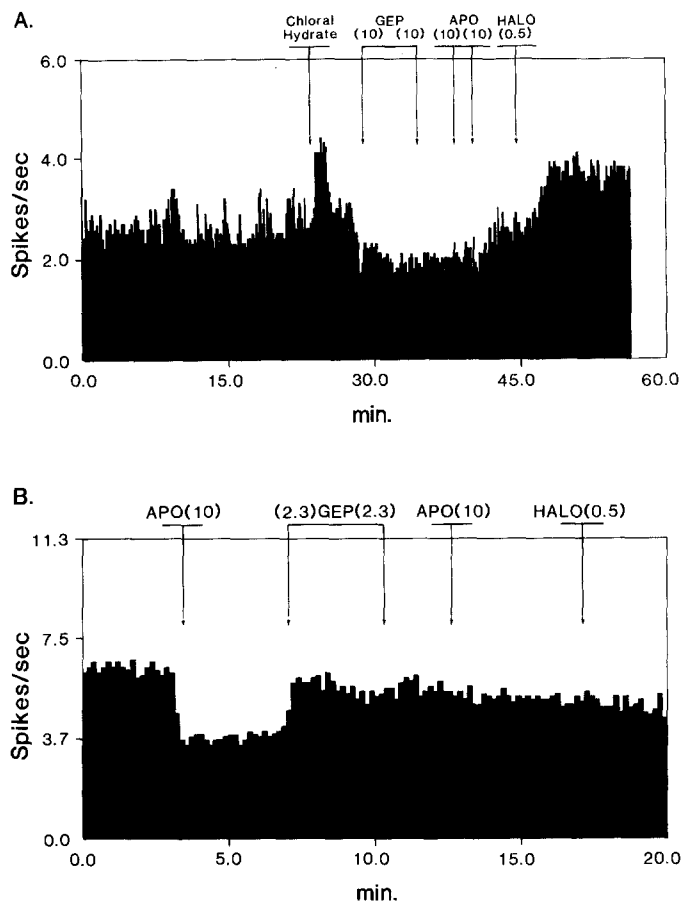 A.
Chloral
Hydrate
GEP
(10) (10)
APO
(10)(10)
HALO
(0.5)
6.0
4.0
2.0
0.0
Spikes/sec
0.0 15.0 30.0 45.0 60.0
min.
B.
APO(10) (2.3)GEP(2.3) APO(10) HALO(0.5)
11.3
7.5
3.7
0.0
Spikes/sec
0.0 5.0 10.0 15.0 20.0
min.